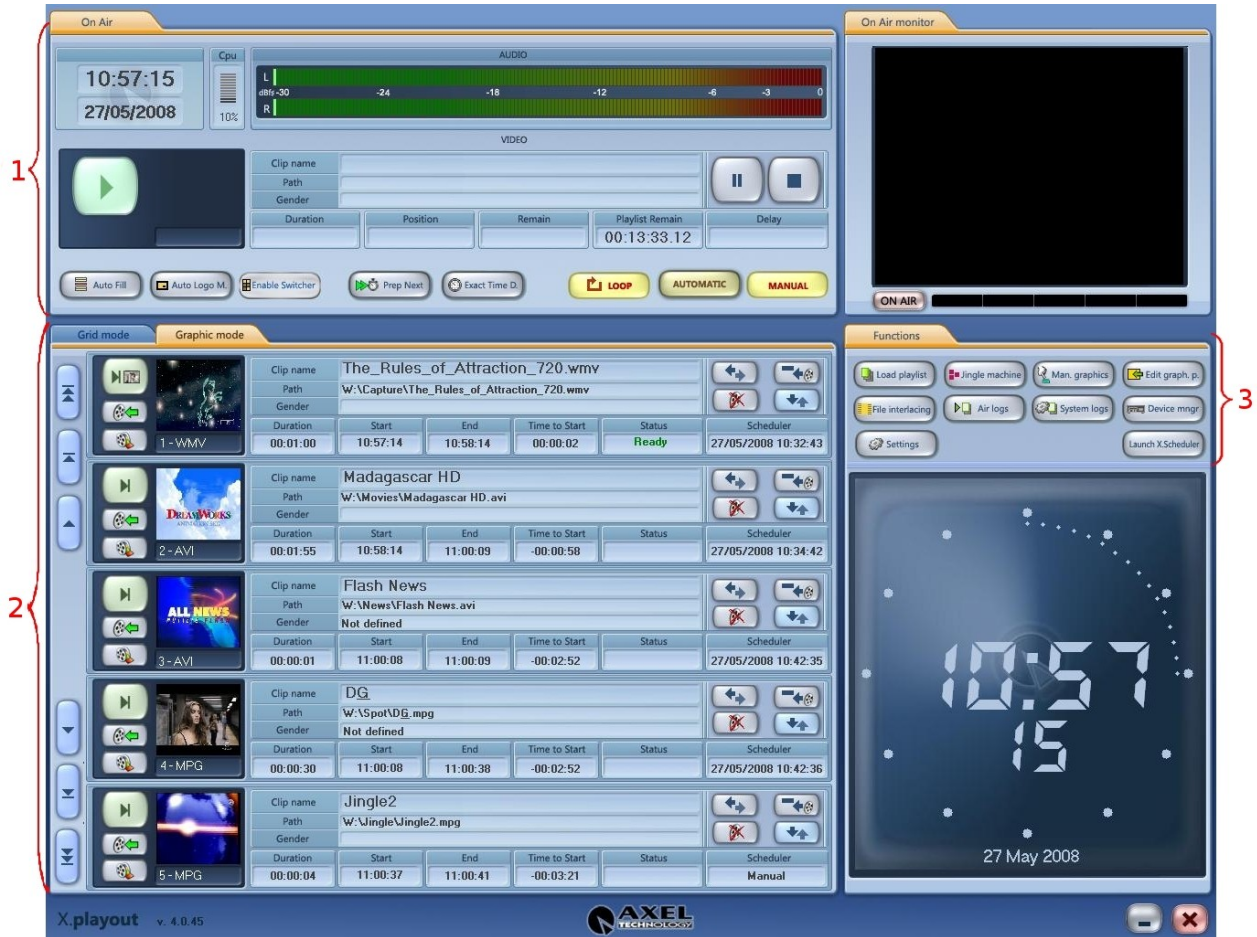 On Air
On Air monitor
1
10:57:15
27/05/2008
Cpu
10%
AUDIO
L
dBfs -30 -24 -18 -12 -6 -3 0
R
VIDEO
Clip name
Path
Gender
Duration Position Remain Playlist Remain Delay
00:13:33.12
Auto Fill Auto Logo M. Enable Switcher Prep Next Exact Time D. LOOP AUTOMATIC MANUAL
ON AIR
2
Grid mode Graphic mode
1-WMV
Clip name The_Rules_of_Attraction_720.wmv
Path W:\Capture\The_Rules_of_Attraction_720.wmv
Gender
Duration Start End Time to Start Status Scheduler
00:01:00 10:57:14 10:58:14 00:00:02 Ready 27/05/2008 10:32:43
DREAMWORKS
2-AVI
Clip name Madagascar HD
Path W:\Movies\Madagascar HD.avi
Gender
Duration Start End Time to Start Status Scheduler
00:01:55 10:58:14 11:00:09 -00:00:58 27/05/2008 10:34:42
ALL NEWS
3-AVI
Clip name Flash News
Path W:\News\Flash News.avi
Gender Not defined
Duration Start End Time to Start Status Scheduler
00:00:01 11:00:08 11:00:09 -00:02:52 27/05/2008 10:42:35
4-MPG
Clip name DG
Path W:\Spot\DG.mpg
Gender Not defined
Duration Start End Time to Start Status Scheduler
00:00:30 11:00:08 11:00:38 -00:02:52 27/05/2008 10:42:36
5-MPG
Clip name Jingle2
Path W:\Jingle\Jingle2.mpg
Gender
Duration Start End Time to Start Status Scheduler
00:00:04 11:00:37 11:00:41 -00:03:21 Manual
3
Functions
Load playlist Jingle machine Man. graphics Edit graph. p.
File interlacing Air logs System logs Device mngr
Settings Launch X.Scheduler
10:57
15
27 May 2008
X.playout v. 4.0.45
AXEL
TECHNOLOGY